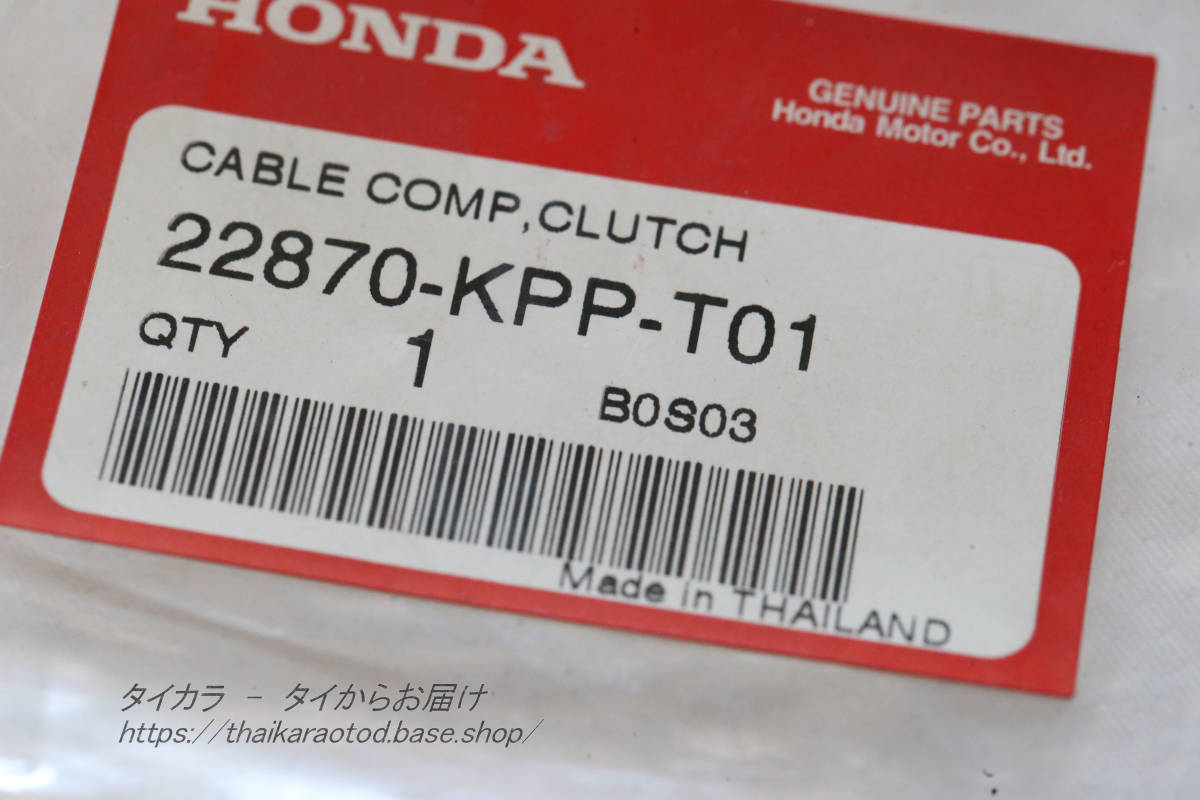 HONDA
GENUINE PARTS
Honda Motor Co., Ltd.
CABLE COMP,CLUTCH
22870-KPP-T01
QTY 1
B0S03
Made in THAILAND
タイカラ - タイからお届け
https://thaikaraotod.base.shop/